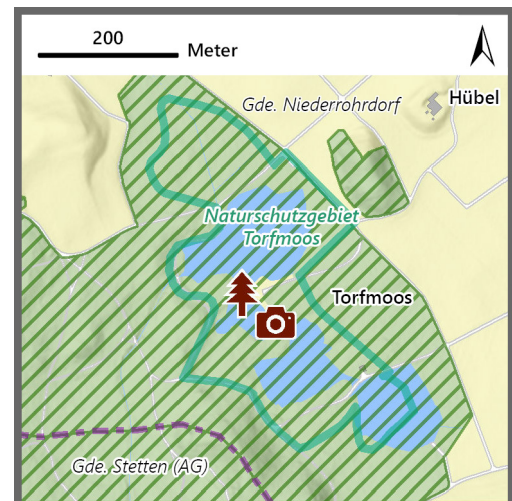 200
Meter
Gde. Niederrohrdorf
Hübel
Naturschutzgebiet
Torfmoos
Torfmoos
Gde. Stetten (AG)